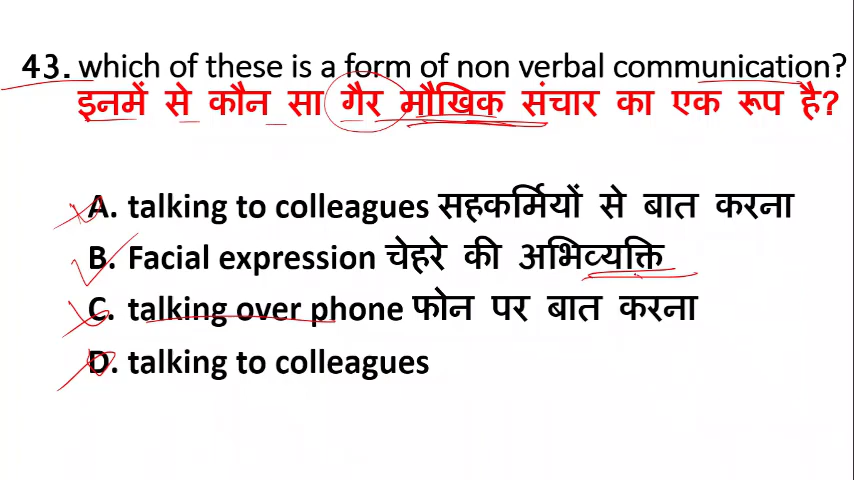 43. which of these is a form of non verbal communication?
इनमें से कौन सा गैर मौखिक संचार का एक रूप है?
A. talking to colleagues सहकर्मियों से बात करना
B. Facial expression चेहरे की अभिव्यक्ति
C. talking over phone फोन पर बात करना
D. talking to colleagues